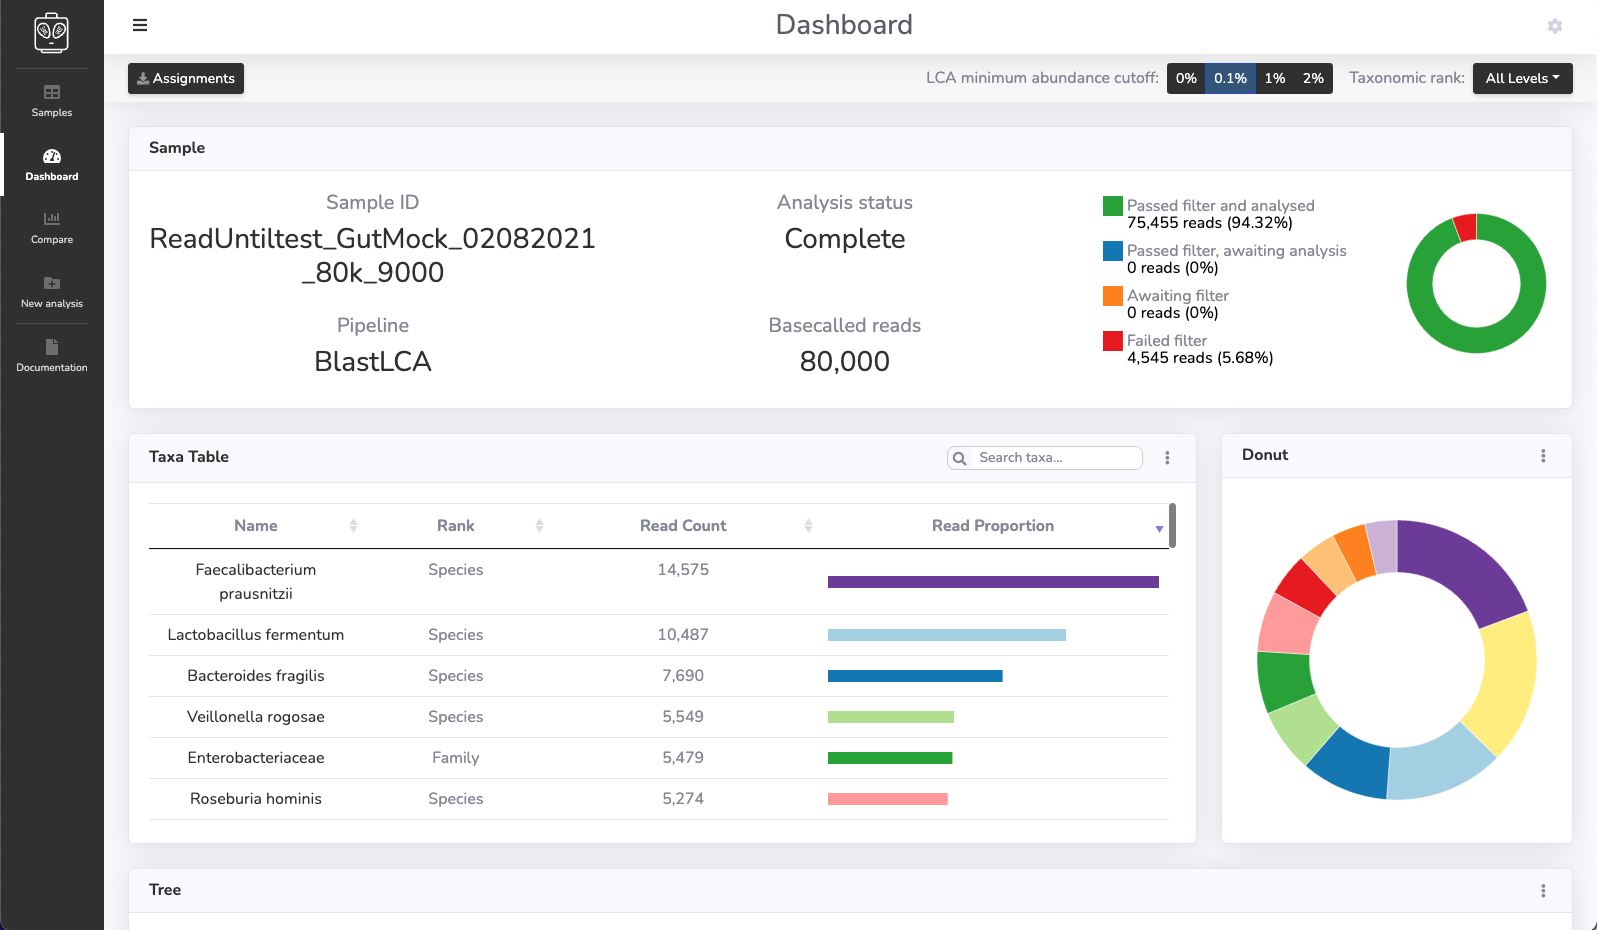 Dashboard
Assignments
LCA minimum abundance cutoff: 0% 0.1% 1% 2% Taxonomic rank: All Levels
Samples
Dashboard
Compare
New analysis
Documentation
Sample
Sample ID
ReadUntiltest_GutMock_02082021
_80k_9000
Pipeline
BlastLCA
Analysis status
Complete
Basecalled reads
80,000
Passed filter and analysed
75,455 reads (94.32%)
Passed filter, awaiting analysis
0 reads (0%)
Awaiting filter
0 reads (0%)
Failed filter
4,545 reads (5.68%)
Taxa Table
Search taxa...
Name Rank Read Count Read Proportion
Faecalibacterium
prausnitzii
Species 14,575
Lactobacillus fermentum Species 10,487
Bacteroides fragilis Species 7,690
Veillonella rogosae Species 5,549
Enterobacteriaceae Family 5,479
Roseburia hominis Species 5,274
Donut
Tree